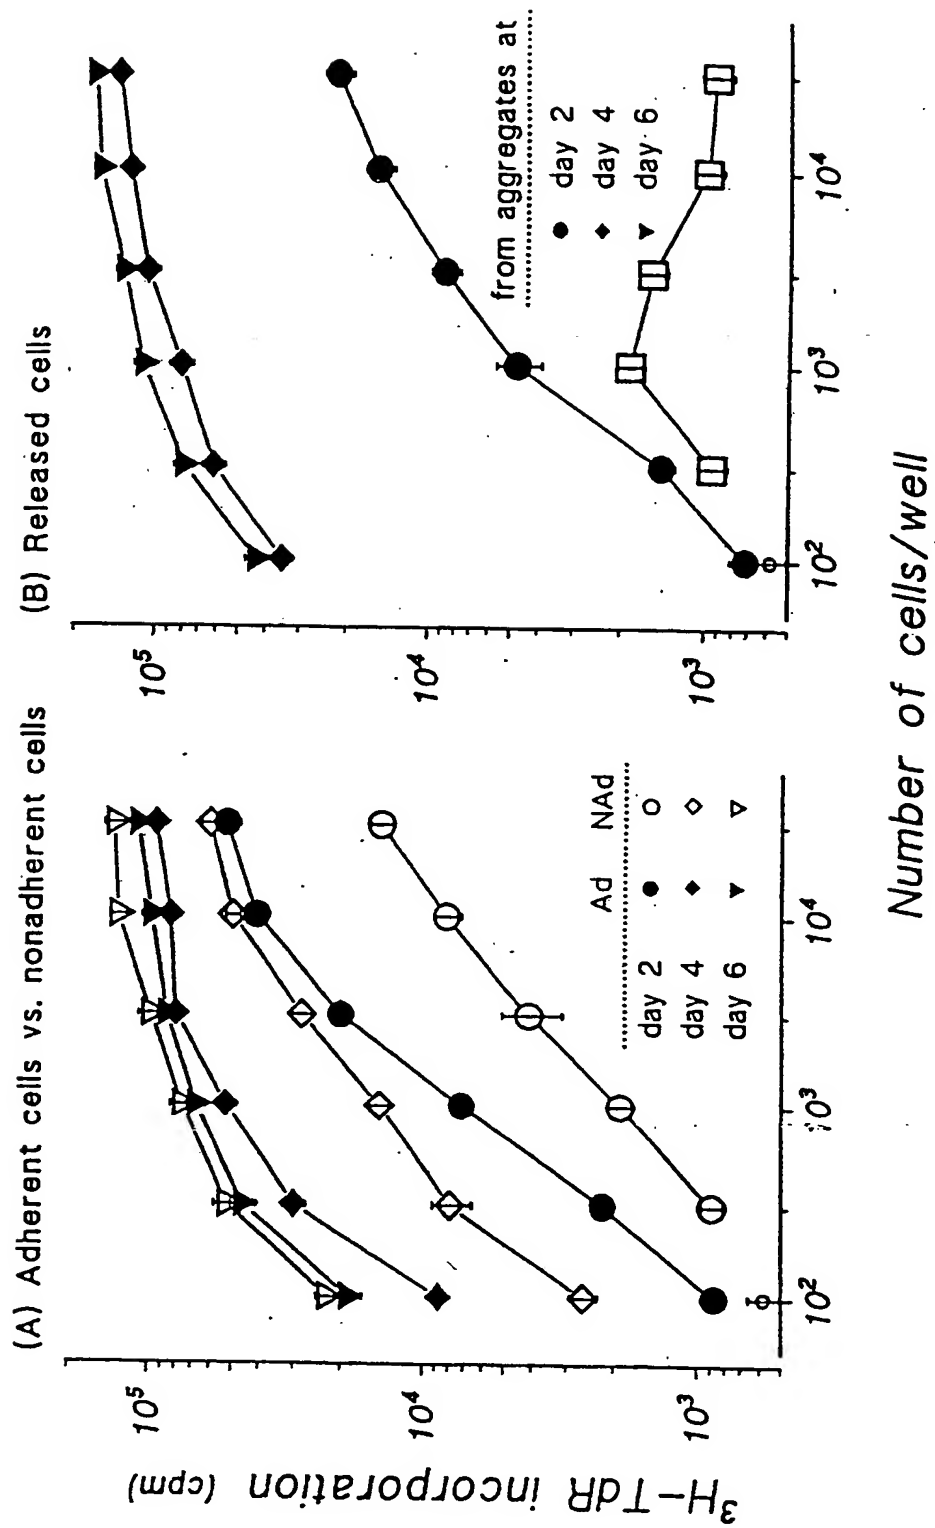 (A) Adherent cells vs. nonadherent cells
³H-TdR incorporation (cpm)
10⁵
10⁴
10³
Ad NAd
day 2
day 4
day 6
10² 10³ 10⁴
(B) Released cells
10⁵
10⁴
10³
from aggregates at
day 2
day 4
day 6
10² 10³ 10⁴
Number of cells/well